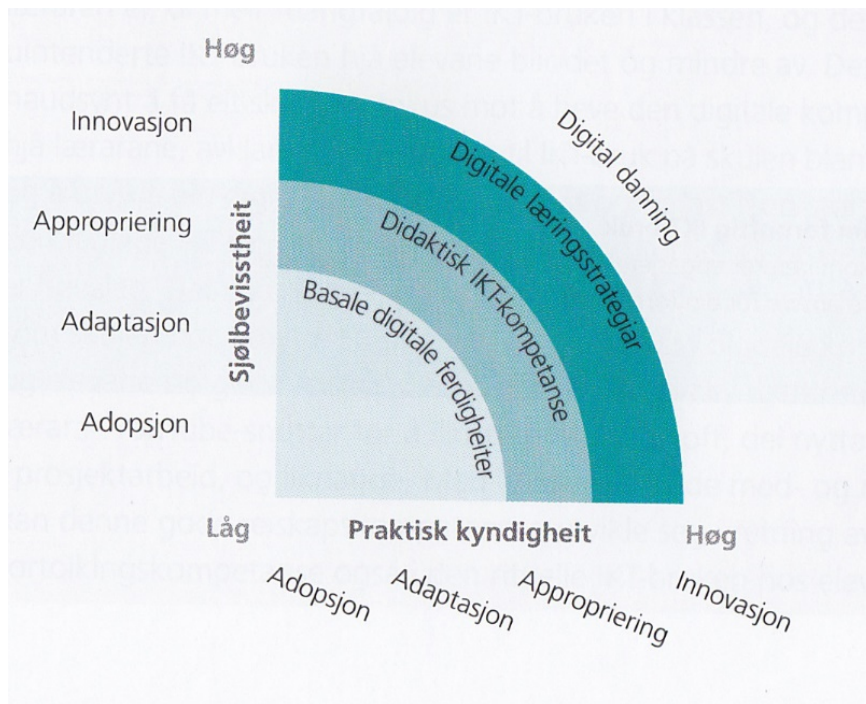 Høg
Innovasjon
Digital danning
Digitale læringsstrategiar
Appropriering
Didaktisk IKT-kompetanse
Sjølbevisstheit
Basale digitale ferdigheiter
Adaptasjon
Adopsjon
Låg
Praktisk kyndigheit
Høg
Adopsjon
Adaptasjon
Appropriering
Innovasjon